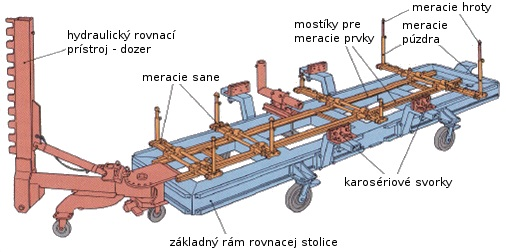 hydraulický rovnací
prístroj - dozer
meracie sane
mostíky pre
meracie prvky
meracie hroty
meracie
púzdra
karosériové svorky
základný rám rovnacej stolice